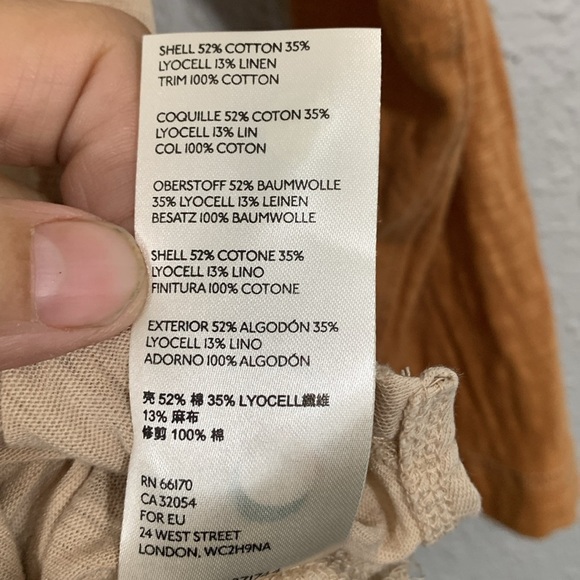 SHELL 52% COTTON 35%
LYOCELL 13% LINEN
TRIM 100% COTTON
COQUILLE 52% COTON 35%
LYOCELL 13% LIN
COL 100% COTON
OBERSTOFF 52% BAUMWOLLE
35% LYOCELL 13% LEINEN
BESATZ 100% BAUMWOLLE
SHELL 52% COTONE 35%
LYOCELL 13% LINO
FINITURA 100% COTONE
EXTERIOR 52% ALGODÓN 35%
LYOCELL 13% LINO
ADORNO 100% ALGODÓN
壳 52% 棉 35% LYOCELL纖維
13% 麻布
修剪 100% 棉
RN 66170
CA 32054
FOR EU
24 WEST STREET
LONDON, WC2H9NA